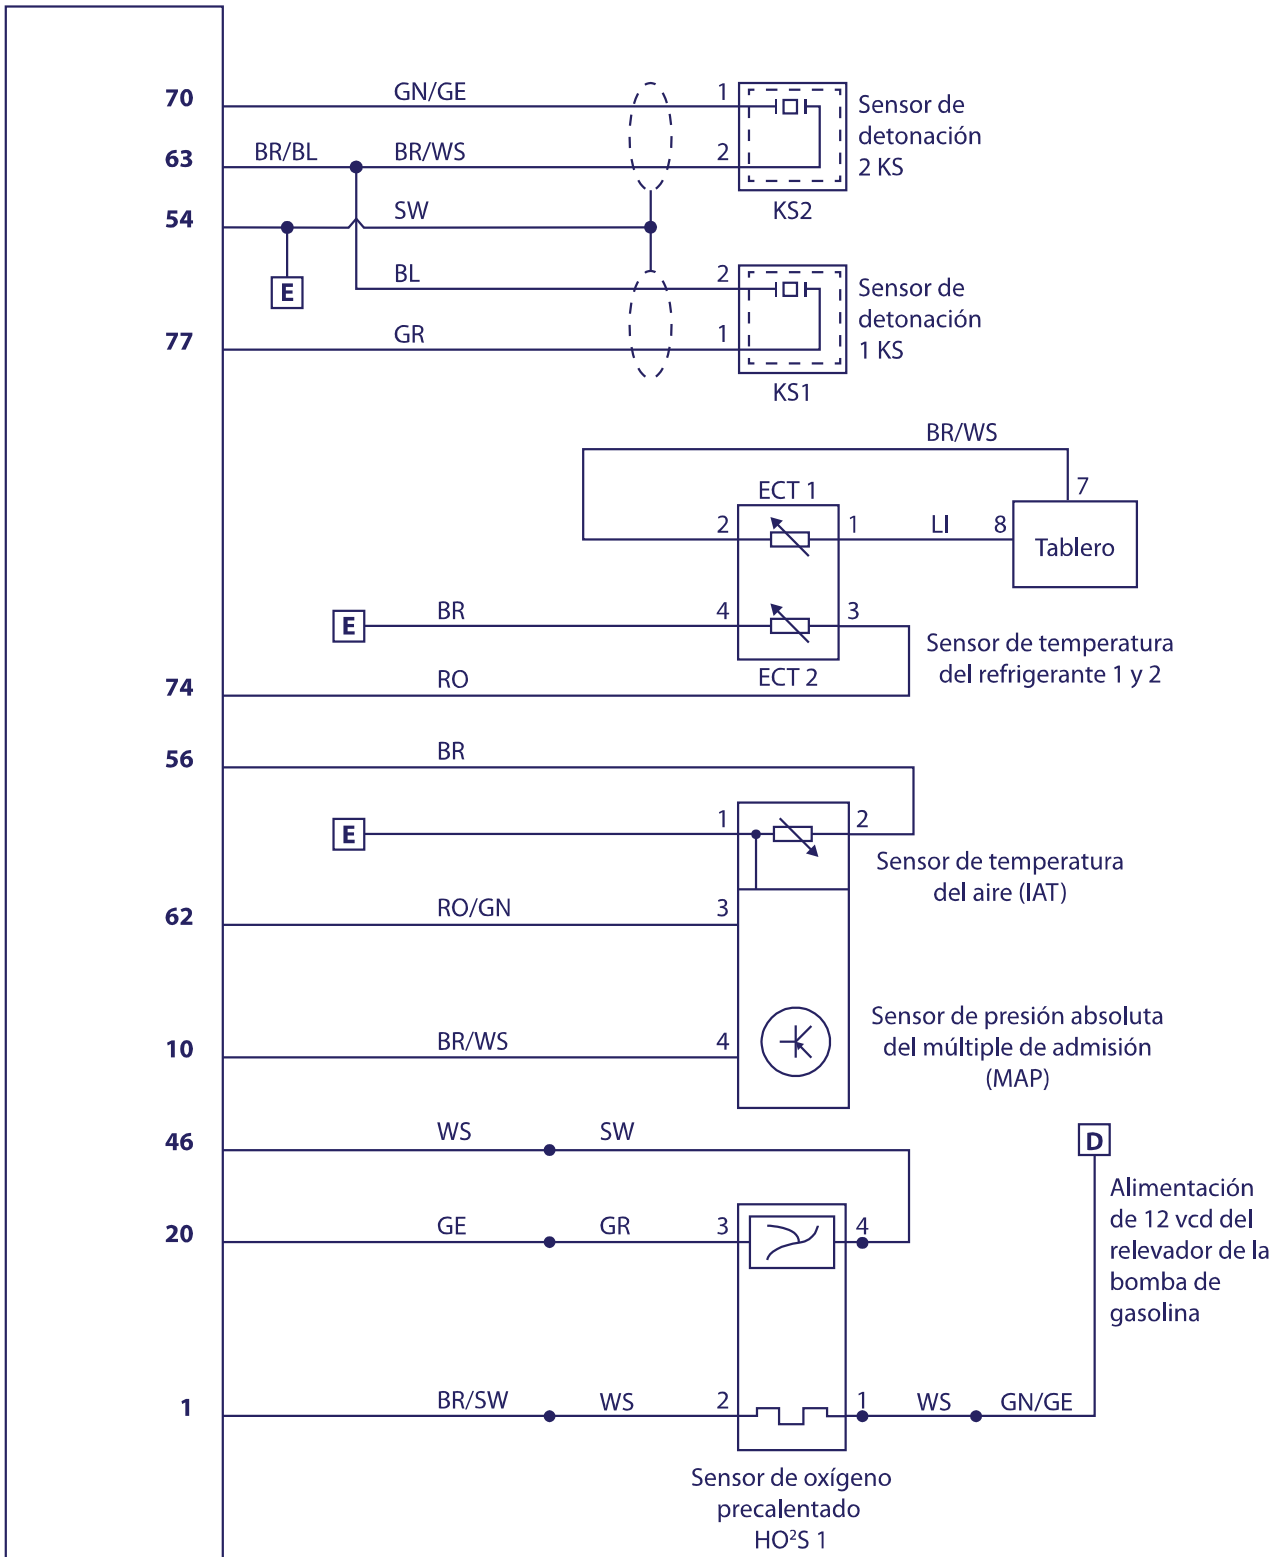 70
GN/GE
1
Sensor de
detonación
2 KS
63
BR/BL
BR/WS
2
KS2
54
SW
E
BL
2
Sensor de
detonación
1 KS
77
GR
1
KS1
BR/WS
7
ECT 1
2
1
LI
8
Tablero
E
BR
4
3
ECT 2
Sensor de temperatura
del refrigerante 1 y 2
74
RO
56
BR
E
1
2
Sensor de temperatura
del aire (IAT)
62
RO/GN
3
10
BR/WS
4
Sensor de presión absoluta
del múltiple de admisión
(MAP)
46
WS
SW
D
Alimentación
de 12 vcd del
relevador de la
bomba de
gasolina
20
GE
GR
3
4
1
BR/SW
WS
2
1
WS
GN/GE
Sensor de oxígeno
precalentado
HO²S 1